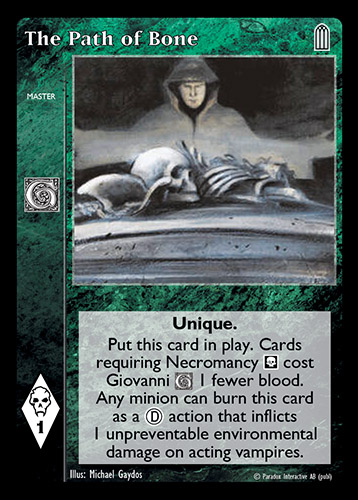 The Path of Bone
MASTER
Unique.
Put this card in play. Cards
requiring Necromancy cost
Giovanni 1 fewer blood.
Any minion can burn this card
as a Ⓓ action that inflicts
1 unpreventable environmental
damage on acting vampires.
1
Illus: Michael Gaydos
© Paradox Interactive AB (publ)